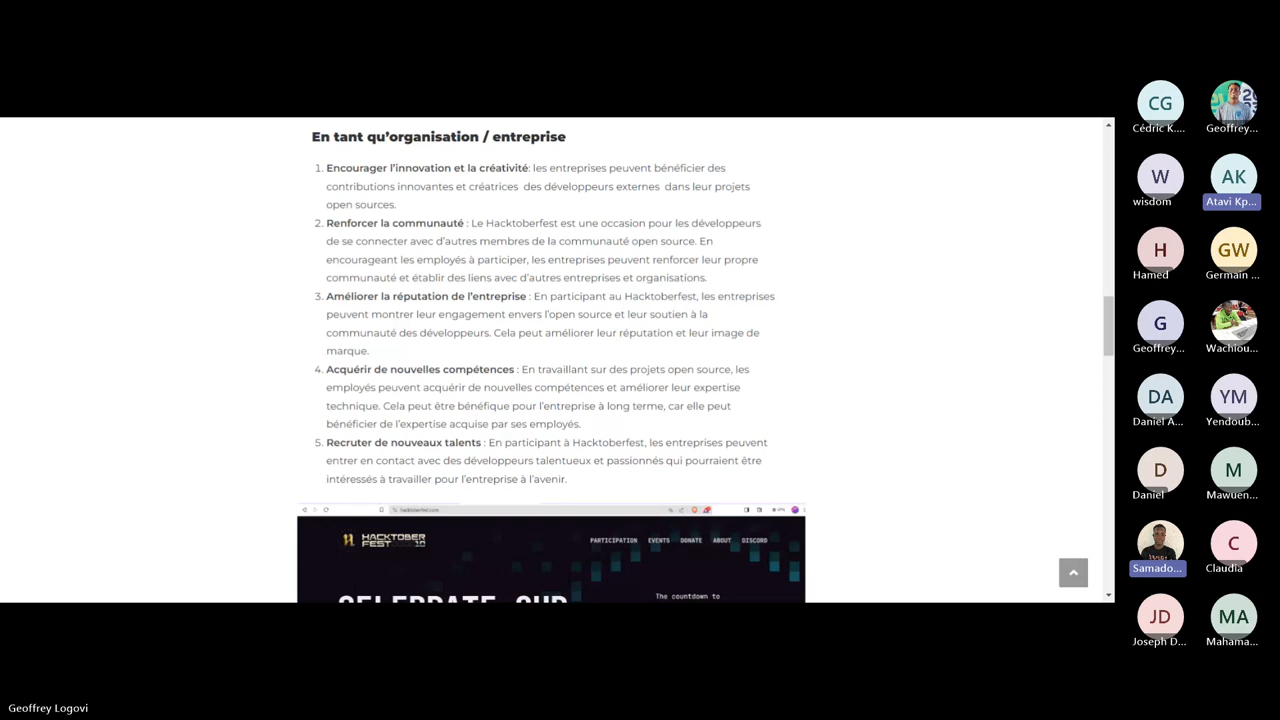 En tant qu'organisation / entreprise
1. Encourager l'innovation et la créativité: les entreprises peuvent bénéficier des
contributions innovantes et créatrices des développeurs externes dans leur projets
open sources.
2. Renforcer la communauté : Le Hacktoberfest est une occasion pour les développeurs
de se connecter avec d'autres membres de la communauté open source. En
encourageant les employés à participer, les entreprises peuvent renforcer leur propre
communauté et établir des liens avec d'autres entreprises et organisations.
3. Améliorer la réputation de l'entreprise : En participant au Hacktoberfest, les entreprises
peuvent montrer leur engagement envers l'open source et leur soutien à la
communauté des développeurs. Cela peut améliorer leur réputation et leur image de
marque.
4. Acquérir de nouvelles compétences : En travaillant sur des projets open source, les
employés peuvent acquérir de nouvelles compétences et améliorer leur expertise
technique. Cela peut être bénéfique pour l'entreprise à long terme, car elle peut
bénéficier de l'expertise acquise par ses employés.
5. Recruter de nouveaux talents : En participant à Hacktoberfest, les entreprises peuvent
entrer en contact avec des développeurs talentueux et passionnés qui pourraient être
intéressés à travailler pour l'entreprise à l'avenir.
hacktoberfest.com
HACKTOBER
FEST 10
PARTICIPATION EVENTS DONATE ABOUT DISCORD
CELEBRATE OUR
The countdown to
CG
Cédric K....
Geoffrey...
W
wisdom
AK
Atavi Kp...
H
Hamed
GW
Germain ...
G
Geoffrey...
Wachlou...
DA
Daniel A...
YM
Yendoub...
D
Daniel
M
Mawuen...
Samado...
C
Claudia
JD
Joseph D...
MA
Mahama...
Geoffrey Logovi